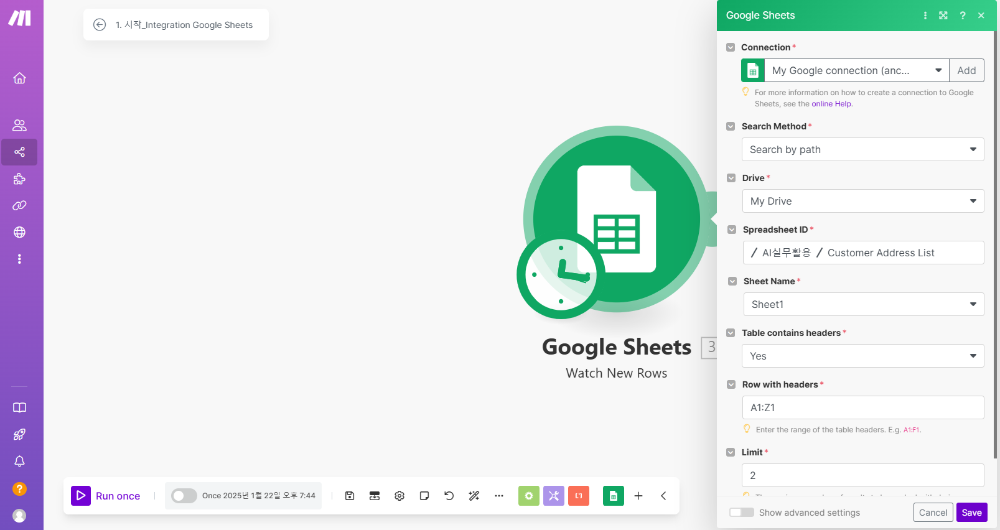 1. 시작_Integration Google Sheets
Google Sheets
Watch New Rows
3
Run once
Once 2025년 1월 22일 오후 7:44
Google Sheets
?
Connection *
My Google connection (anc...
Add
For more information on how to create a connection to Google
Sheets, see the online Help.
Search Method *
Search by path
Drive *
My Drive
Spreadsheet ID *
/ AI실무활용 / Customer Address List
Sheet Name *
Sheet1
Table contains headers *
Yes
Row with headers *
A1:Z1
Enter the range of the table headers. E.g. A1:F1.
Limit *
2
Show advanced settings
Cancel
Save
?